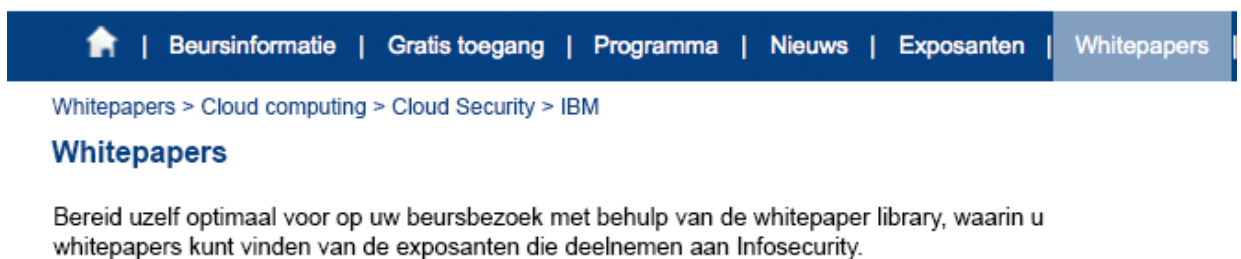 | Beursinformatie | Gratis toegang | Programma | Nieuws | Exposanten | Whitepapers |
Whitepapers > Cloud computing > Cloud Security > IBM
Whitepapers
Bereid uzelf optimaal voor op uw beursbezoek met behulp van de whitepaper library, waarin u
whitepapers kunt vinden van de exposanten die deelnemen aan Infosecurity.